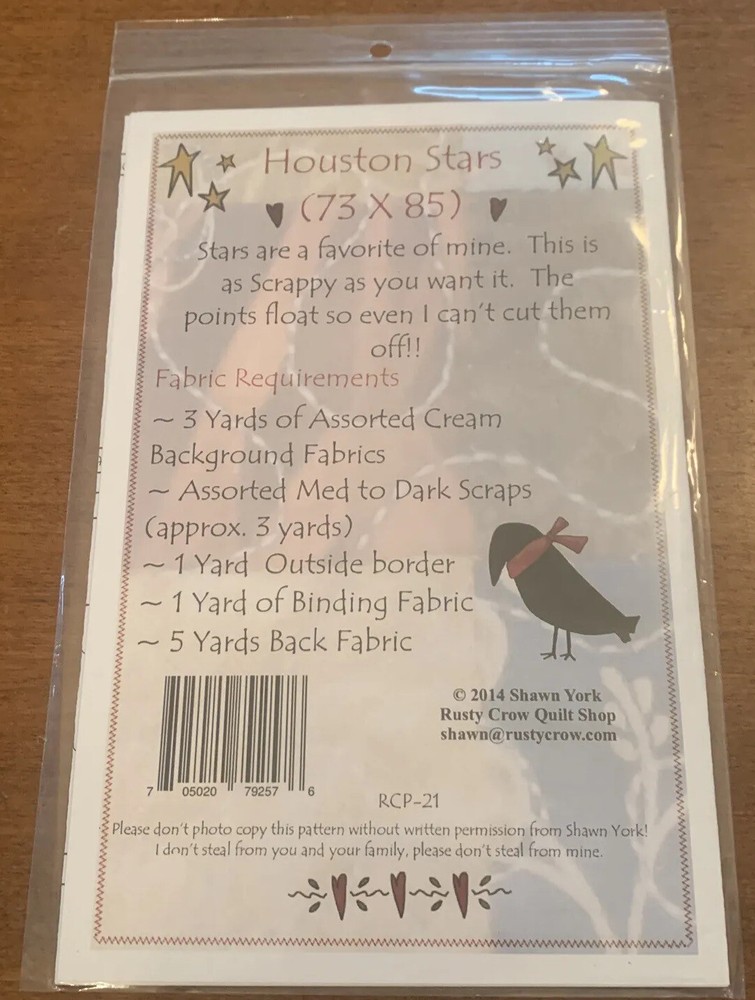 Houston Stars
(73 X 85)
Stars are a favorite of mine. This is
as Scrappy as you want it. The
points float so even I can't cut them
off!!
Fabric Requirements
~ 3 Yards of Assorted Cream
Background Fabrics
~ Assorted Med to Dark Scraps
(approx. 3 yards)
~ 1 Yard Outside border
~ 1 Yard of Binding Fabric
~ 5 Yards Back Fabric
© 2014 Shawn York
Rusty Crow Quilt Shop
shawn@rustycrow.com
7 05020 79257 6
RCP-21
Please don't photo copy this pattern without written permission from Shawn York!
I don't steal from you and your family, please don't steal from mine.